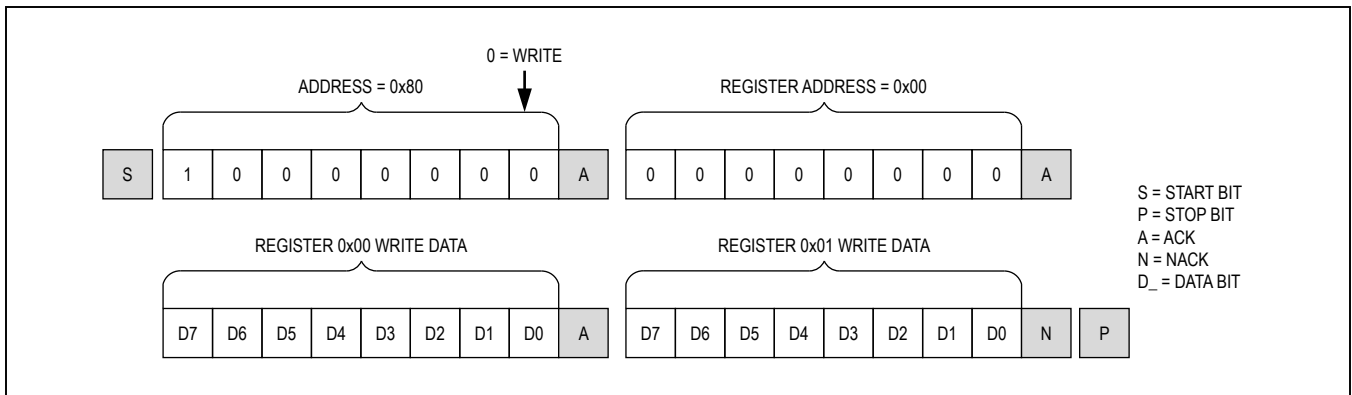 0 = WRITE
ADDRESS = 0x80 REGISTER ADDRESS = 0x00
S 1 0 0 0 0 0 0 0 A 0 0 0 0 0 0 0 0 A
REGISTER 0x00 WRITE DATA REGISTER 0x01 WRITE DATA
D7 D6 D5 D4 D3 D2 D1 D0 A D7 D6 D5 D4 D3 D2 D1 D0 N P
S = START BIT
P = STOP BIT
A = ACK
N = NACK
D_ = DATA BIT